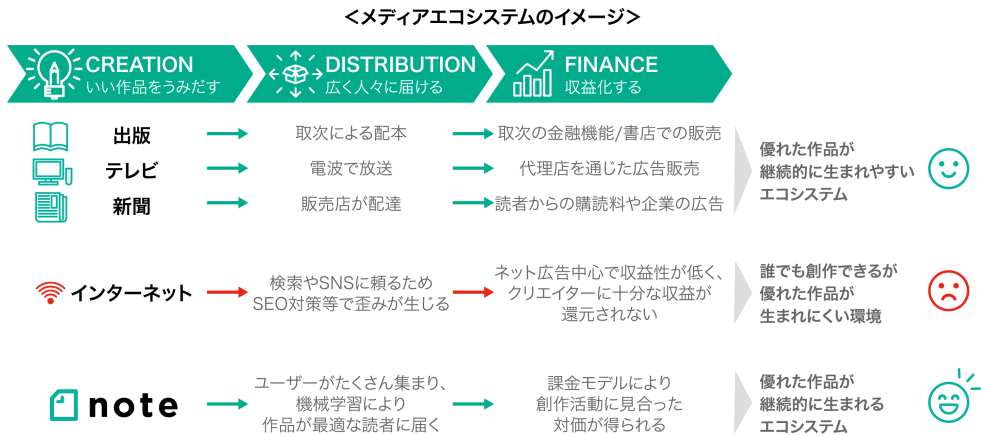 ＜メディアエコシステムのイメージ＞
CREATION
いい作品をうみだす
DISTRIBUTION
広く人々に届ける
FINANCE
収益化する
出版
取次による配本
取次の金融機能/書店での販売
テレビ
電波で放送
代理店を通じた広告販売
新聞
販売店が配達
読者からの購読料や企業の広告
優れた作品が
継続的に生まれやすい
エコシステム
インターネット
検索やSNSに頼るため
SEO対策等で歪みが生じる
ネット広告中心で収益性が低く、
クリエイターに十分な収益が
還元されない
誰でも創作できるが
優れた作品が
生まれにくい環境
note
ユーザーがたくさん集まり、
機械学習により
作品が最適な読者に届く
課金モデルにより
創作活動に見合った
対価が得られる
優れた作品が
継続的に生まれる
エコシステム